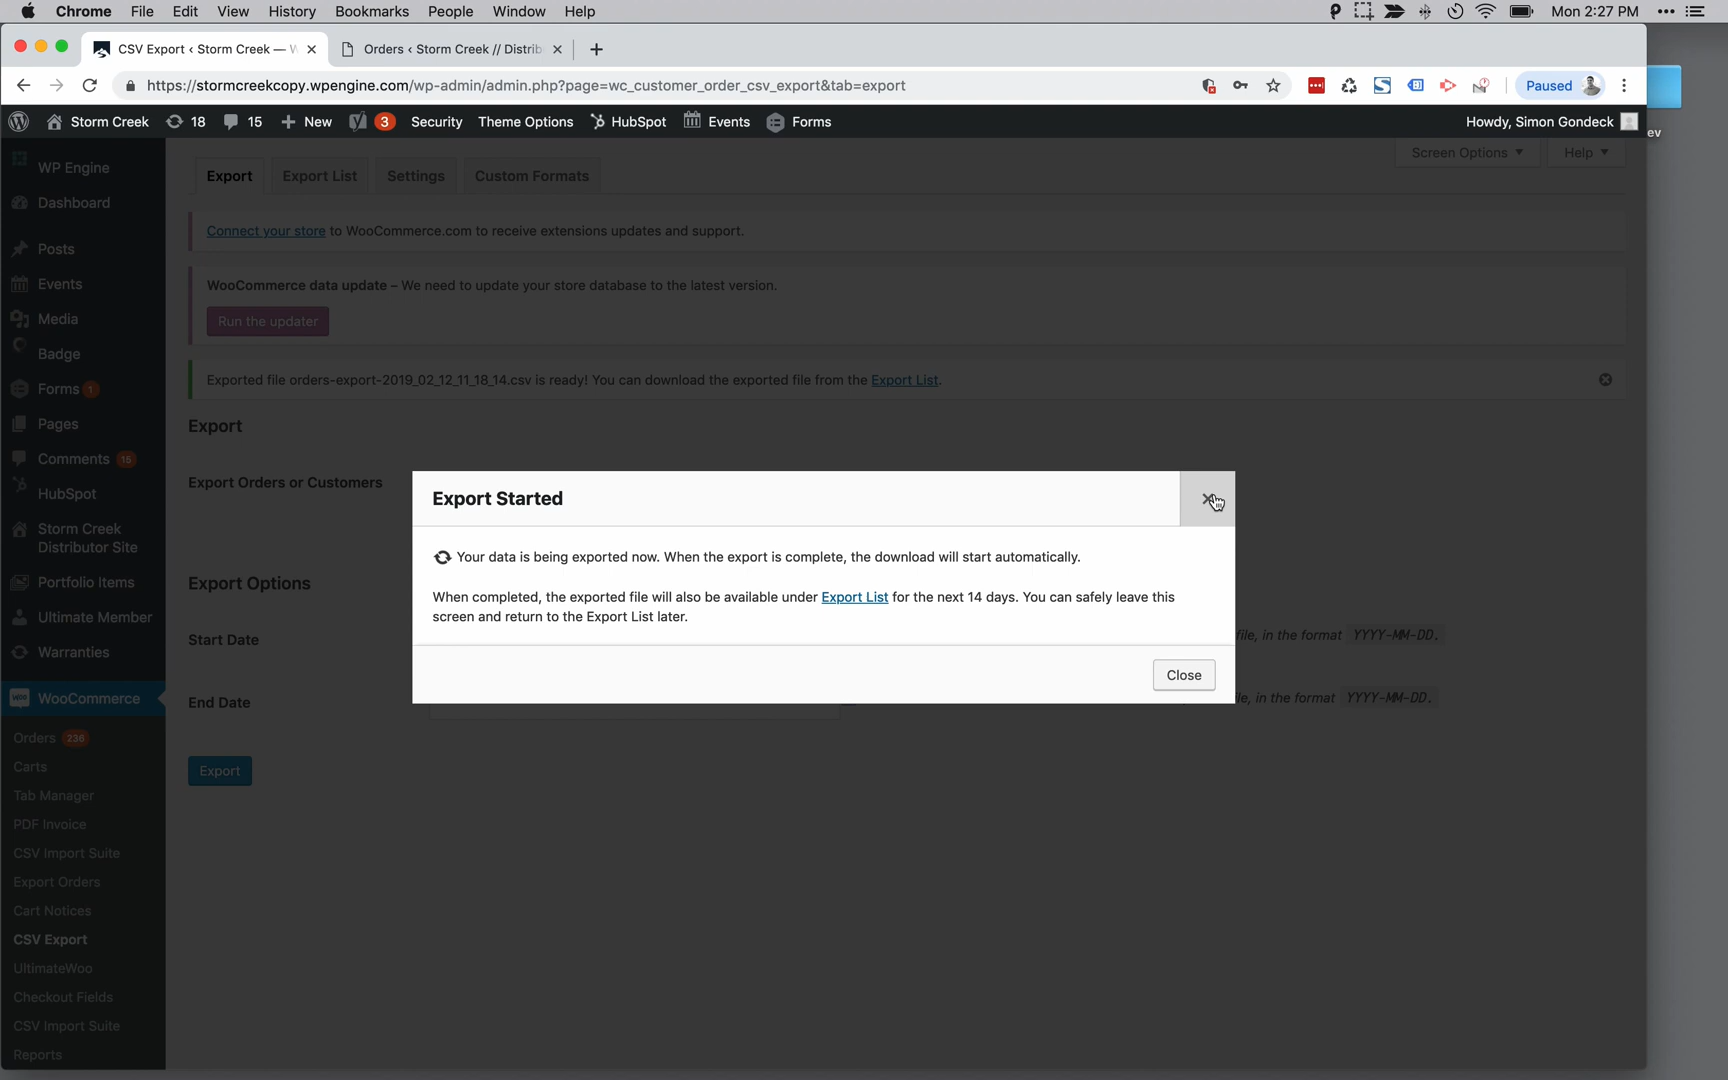 Chrome File Edit View History Bookmarks People Window Help Mon 2:27 PM
CSV Export ‹ Storm Creek — Orders ‹ Storm Creek // Distrib
https://stormcreekcopy.wpengine.com/wp-admin/admin.php?page=wc_customer_order_csv_export&tab=export Paused
Storm Creek 18 15 New 3 Security Theme Options HubSpot Events Forms Howdy, Simon Gondeck
ev
Screen Options Help
WP Engine
Dashboard
Posts
Events
Media
Badge
Forms 1
Pages
Comments 15
HubSpot
Storm Creek
Distributor Site
Portfolio Items
Ultimate Member
Warranties
WooCommerce
Orders 236
Carts
Tab Manager
PDF Invoice
CSV Import Suite
Export Orders
Cart Notices
CSV Export
UltimateWoo
Checkout Fields
CSV Import Suite
Reports
Export Export List Settings Custom Formats
Connect your store to WooCommerce.com to receive extensions updates and support.
WooCommerce data update – We need to update your store database to the latest version.
Run the updater
Exported file orders-export-2019_02_12_11_18_14.csv is ready! You can download the exported file from the Export List.
Export
Export Orders or Customers
Export Options
Start Date
file, in the format YYYY-MM-DD.
End Date
ile, in the format YYYY-MM-DD.
Export
Export Started
Your data is being exported now. When the export is complete, the download will start automatically.
When completed, the exported file will also be available under Export List for the next 14 days. You can safely leave this
screen and return to the Export List later.
Close